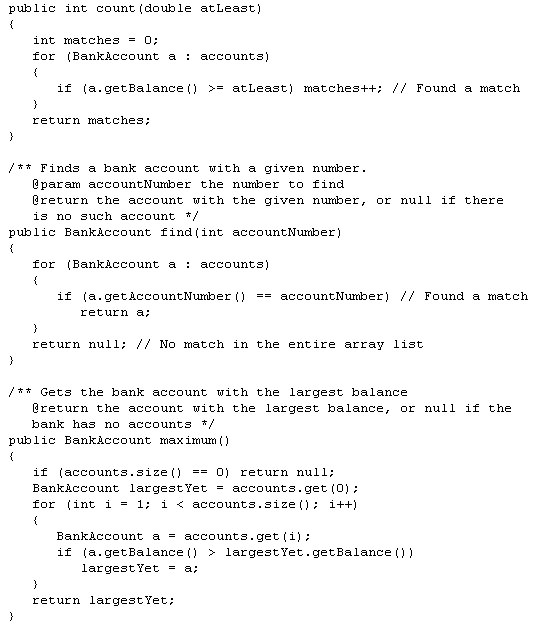 public int count(double atLeast)
{
   int matches = 0;
   for (BankAccount a : accounts)
   {
      if (a.getBalance() >= atLeast) matches++; // Found a match
   }
   return matches;
}

/** Finds a bank account with a given number.
   @param accountNumber the number to find
   @return the account with the given number, or null if there
   is no such account */
public BankAccount find(int accountNumber)
{
   for (BankAccount a : accounts)
   {
      if (a.getAccountNumber() == accountNumber) // Found a match
         return a;
   }
   return null; // No match in the entire array list
}

/** Gets the bank account with the largest balance
   @return the account with the largest balance, or null if the
   bank has no accounts */
public BankAccount maximum()
{
   if (accounts.size() == 0) return null;
   BankAccount largestYet = accounts.get(0);
   for (int i = 1; i < accounts.size(); i++)
   {
      BankAccount a = accounts.get(i);
      if (a.getBalance() > largestYet.getBalance())
         largestYet = a;
   }
   return largestYet;
}